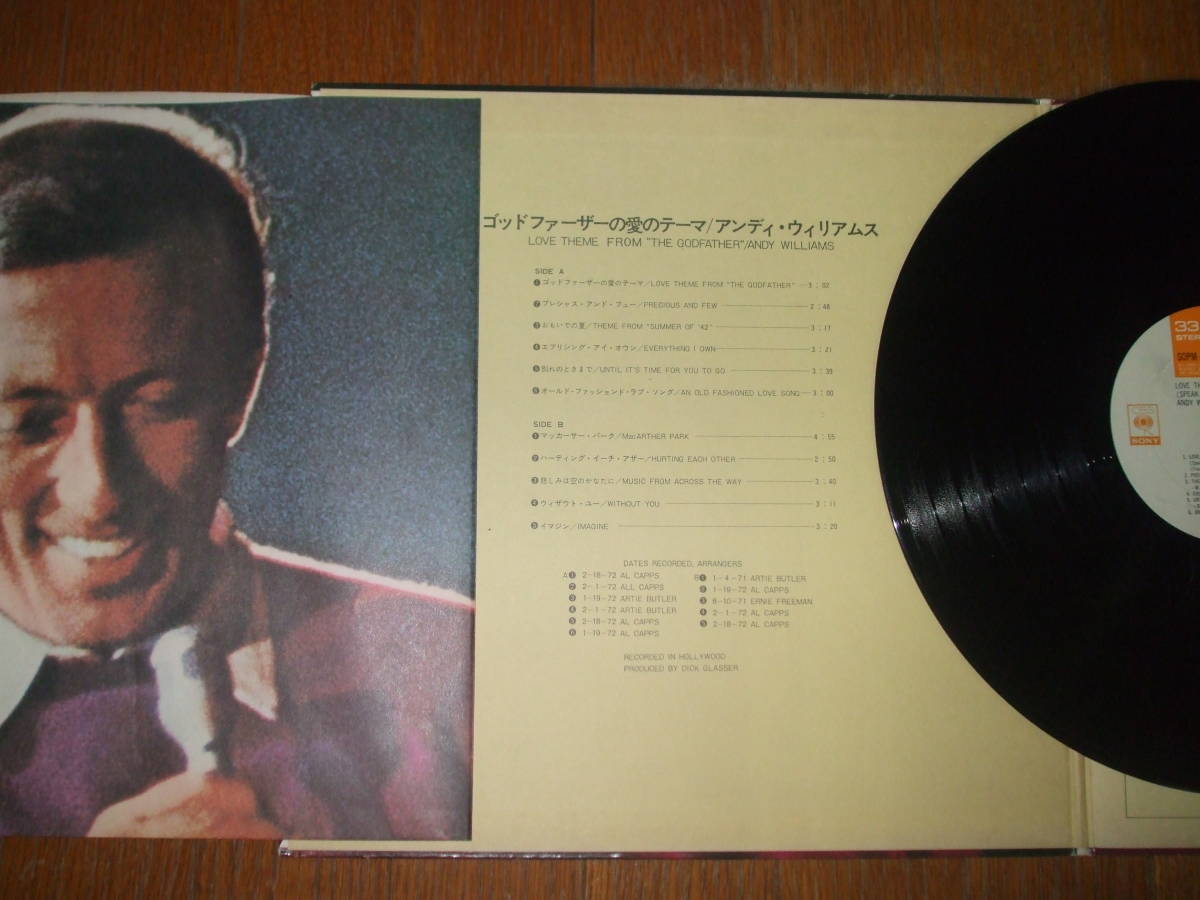 ゴッドファーザーの愛のテーマ/アンディ・ウィリアムス
LOVE THEME FROM "THE GODFATHER"/ANDY WILLIAMS
SIDE A
❶ゴッドファーザーの愛のテーマ/LOVE THEME FROM "THE GODFATHER" 3:02
❷プレシャス・アンド・フュー/PRECIOUS AND FEW 2:46
❸おもいでの夏/THEME FROM "SUMMER OF '42" 3:17
❹エブリシング・アイ・オウン/EVERYTHING I OWN 3:21
❺別れのときまで/UNTIL IT'S TIME FOR YOU TO GO 3:39
❻オールド・ファッションド・ラブ・ソング/AN OLD FASHIONED LOVE SONG 3:00
SIDE B
❶マッカーサー・パーク/MacARTHER PARK 4:55
❷ハーティング・イーチ・アザー/HURTING EACH OTHER 2:50
❸悲しみは空のかなたに/MUSIC FROM ACROSS THE WAY 3:40
❹ウィザウト・ユー/WITHOUT YOU 3:11
❺イマジン/IMAGINE 3:20
DATES RECORDED, ARRANGERS
A❶ 2-18-72 AL CAPPS
❷ 2-1-72 ALL CAPPS
❸ 1-19-72 ARTIE BUTLER
❹ 2-1-72 ARTIE BUTLER
❺ 2-18-72 AL CAPPS
❻ 1-19-72 AL CAPPS
B❶ 1-4-71 ARTIE BUTLER
❷ 1-19-72 AL CAPPS
❸ 8-10-71 ERNIE FREEMAN
❹ 2-1-72 AL CAPPS
❺ 2-18-72 AL CAPPS
RECORDED IN HOLLYWOOD
PRODUCED BY DICK GLASSER
33
STER
SOPM
LOVE TH
(SPEAK
ANDY W
SONY